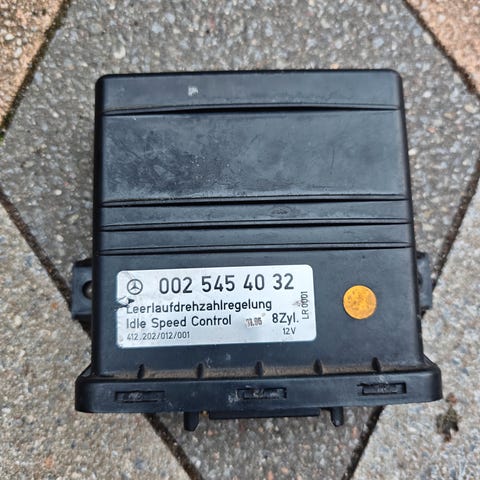 002 545 40 32
Leerlaufdrehzahlregelung
Idle Speed Control 8Zyl.
412.202/012/001 12V
LR 0001